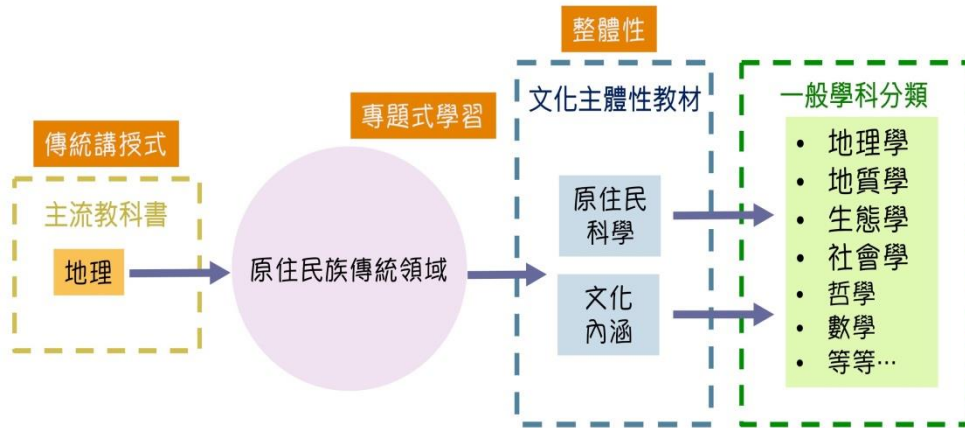 傳統講授式
主流教科書
地理
專題式學習
原住民族傳統領域
整體性
文化主體性教材
原住民
科學
文化
內涵
一般學科分類
• 地理學
• 地質學
• 生態學
• 社會學
• 哲學
• 數學
• 等等…